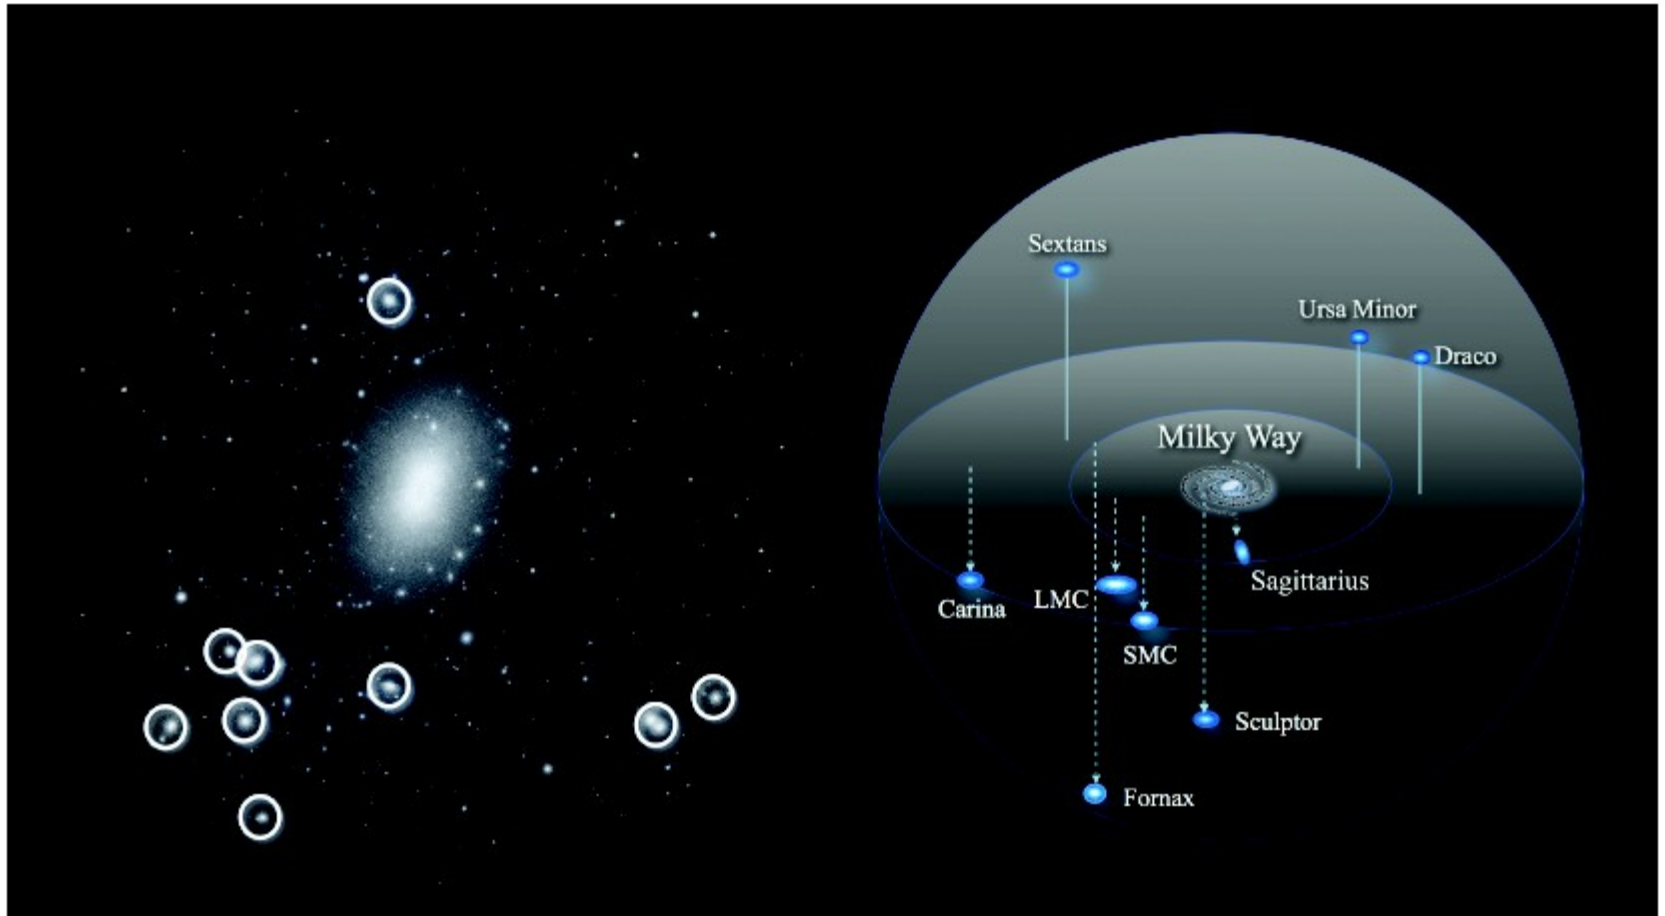 Sextans
Ursa Minor
Draco
Milky Way
Sagittarius
Carina
LMC
SMC
Sculptor
Fornax